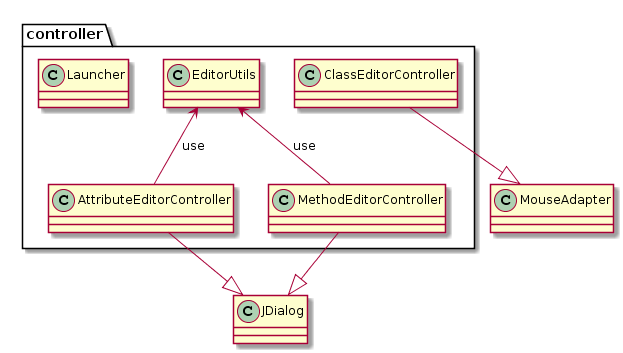 controller
C Launcher
C EditorUtils
C ClassEditorController
use
use
C AttributeEditorController
C MethodEditorController
C MouseAdapter
C JDialog